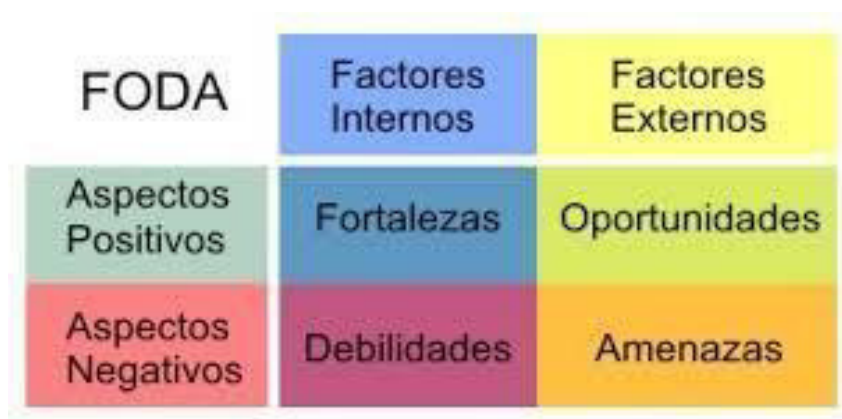 FODA
Factores
Internos
Factores
Externos
Aspectos
Positivos
Fortalezas
Oportunidades
Aspectos
Negativos
Debilidades
Amenazas